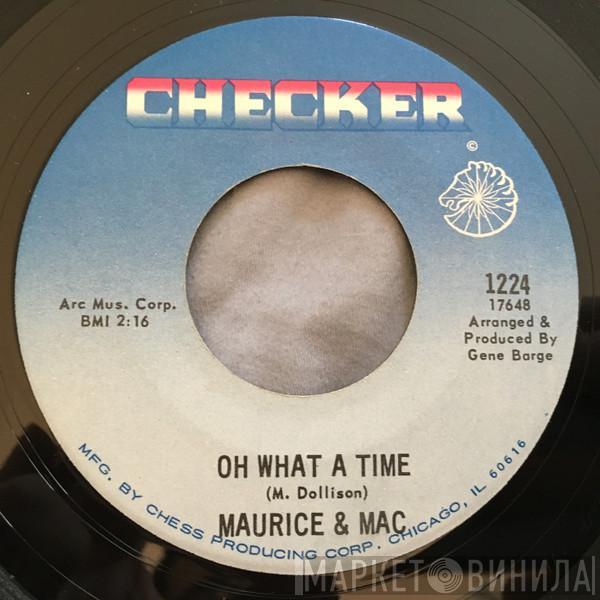 CHECKER
©
Arc Mus. Corp.
BMI 2:16
1224
17648
Arranged &
Produced By
Gene Barge
OH WHAT A TIME
(M. Dollison)
MAURICE & MAC
MFG. BY CHESS PRODUCING CORP. CHICAGO, IL 60616
МАРКЕТ ВИНИЛА